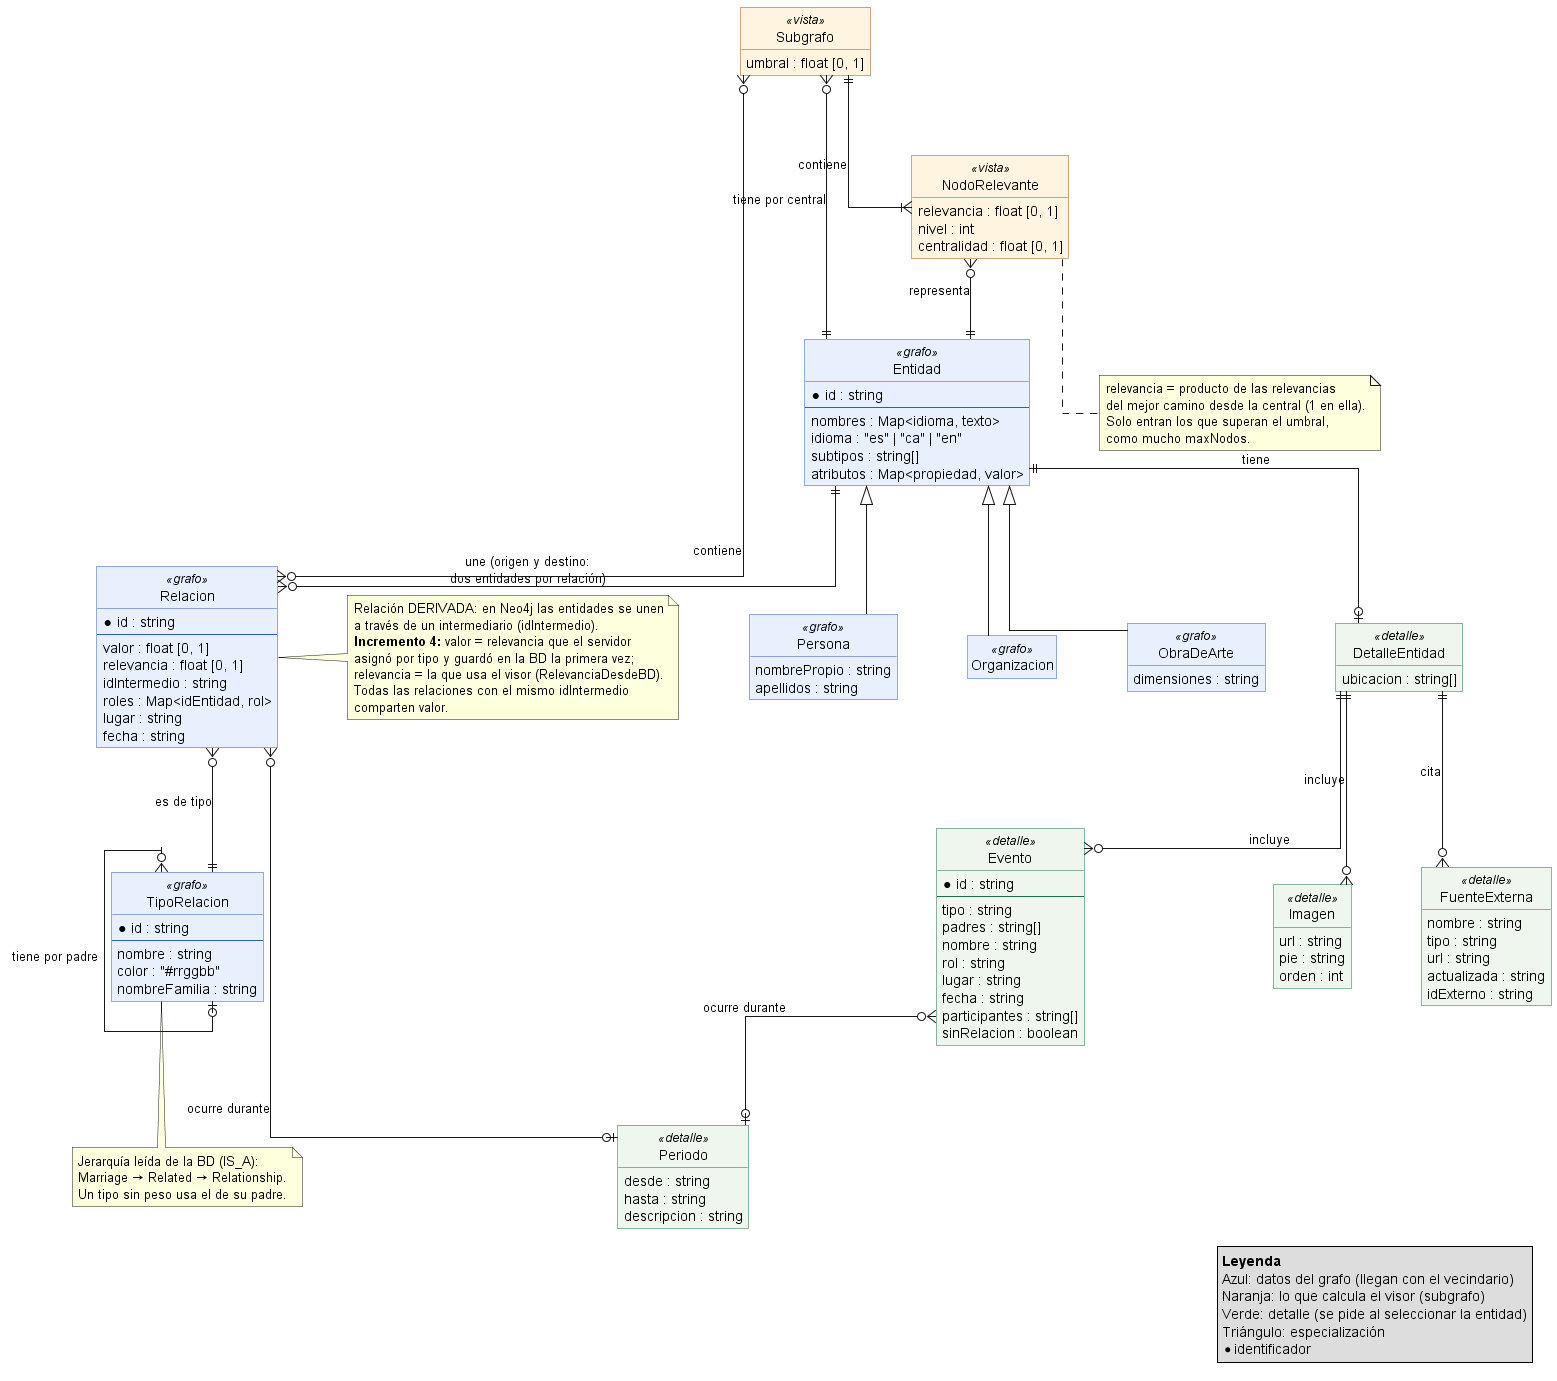 «vista»
Subgrafo
umbral : float [0, 1]
contiene
tiene por central
«vista»
NodoRelevante
relevancia : float [0, 1]
nivel : int
centralidad : float [0, 1]
representa
«grafo»
Entidad
● id : string
nombres : Map<idioma, texto>
idioma : "es" | "ca" | "en"
subtipos : string[]
atributos : Map<propiedad, valor>
relevancia = producto de las relevancias
del mejor camino desde la central (1 en ella).
Solo entran los que superan el umbral,
como mucho maxNodos.
tiene
contiene
une (origen y destino:
dos entidades por relación)
«grafo»
Relacion
● id : string
valor : float [0, 1]
relevancia : float [0, 1]
idIntermedio : string
roles : Map<idEntidad, rol>
lugar : string
fecha : string
Relación DERIVADA: en Neo4j las entidades se unen
a través de un intermediario (idIntermedio).
Incremento 4: valor = relevancia que el servidor
asignó por tipo y guardó en la BD la primera vez;
relevancia = la que usa el visor (RelevanciaDesdeBD).
Todas las relaciones con el mismo idIntermedio
comparten valor.
«grafo»
Persona
nombrePropio : string
apellidos : string
«grafo»
Organizacion
«grafo»
ObraDeArte
dimensiones : string
«detalle»
DetalleEntidad
ubicacion : string[]
es de tipo
incluye
cita
incluye
«grafo»
TipoRelacion
● id : string
nombre : string
color : "#rrggbb"
nombreFamilia : string
tiene por padre
«detalle»
Evento
● id : string
tipo : string
padres : string[]
nombre : string
rol : string
lugar : string
fecha : string
participantes : string[]
sinRelacion : boolean
«detalle»
Imagen
url : string
pie : string
orden : int
«detalle»
FuenteExterna
nombre : string
tipo : string
url : string
actualizada : string
idExterno : string
ocurre durante
ocurre durante
Jerarquía leída de la BD (IS_A):
Marriage → Related → Relationship.
Un tipo sin peso usa el de su padre.
«detalle»
Periodo
desde : string
hasta : string
descripcion : string
Leyenda
Azul: datos del grafo (llegan con el vecindario)
Naranja: lo que calcula el visor (subgrafo)
Verde: detalle (se pide al seleccionar la entidad)
Triángulo: especialización
● identificador